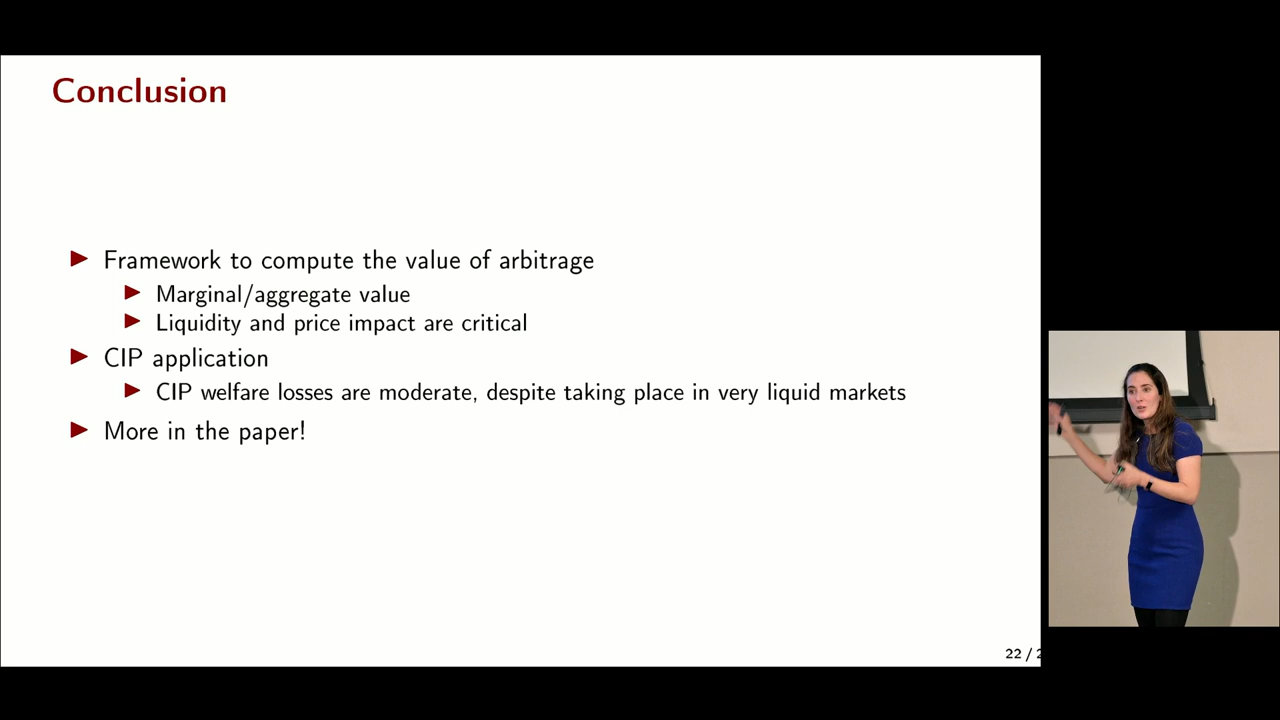 Conclusion
Framework to compute the value of arbitrage
Marginal/aggregate value
Liquidity and price impact are critical
CIP application
CIP welfare losses are moderate, despite taking place in very liquid markets
More in the paper!
22 /